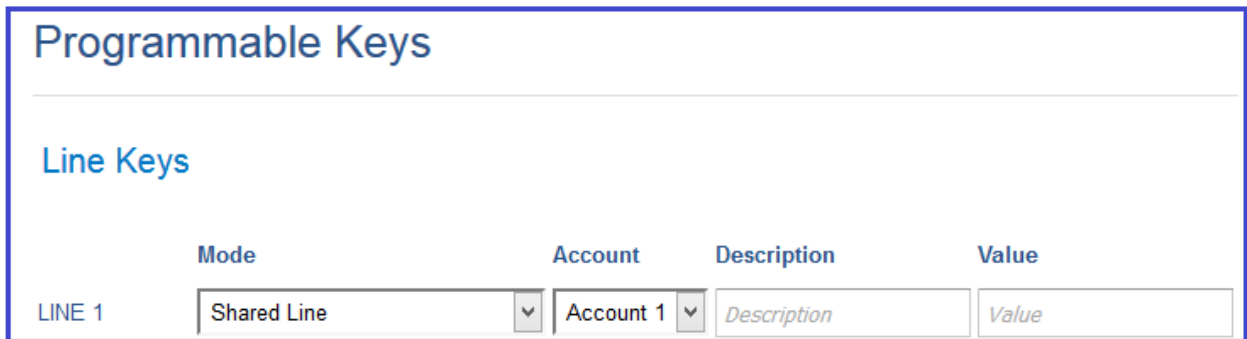 Programmable Keys
Line Keys
Mode Account Description Value
LINE 1 Shared Line Account 1 Description Value